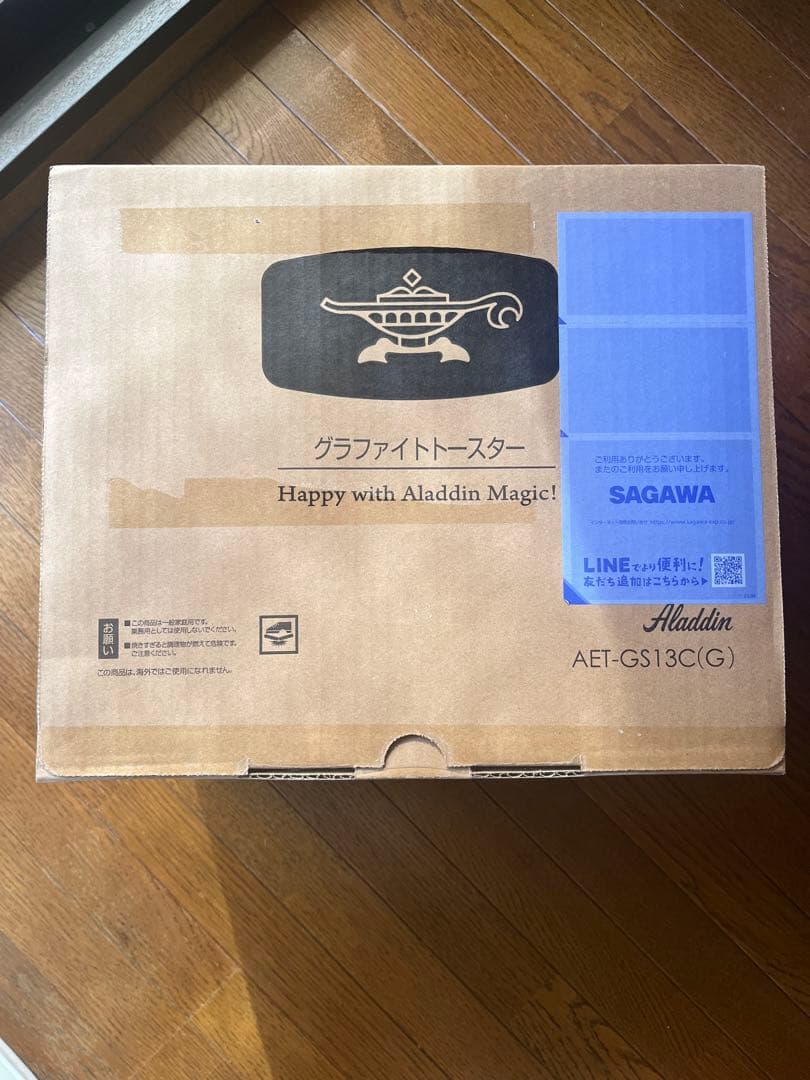 グラファイトトースター
Happy with Aladdin Magic!
ご利用ありがとうございます。
またのご利用をお願い申し上げます。
SAGAWA
https://www.sagawa-exp.co.jp/
LINEでより便利に!
友だち追加はこちらから▶
Aladdin
AET-GS13C(G)
お願い
■この商品は一般家庭用です。
業務用としては使用しないでください。
■焼きすぎると調理物が燃えて危険です。
ご注意ください。
この商品は、海外ではご使用になれません。